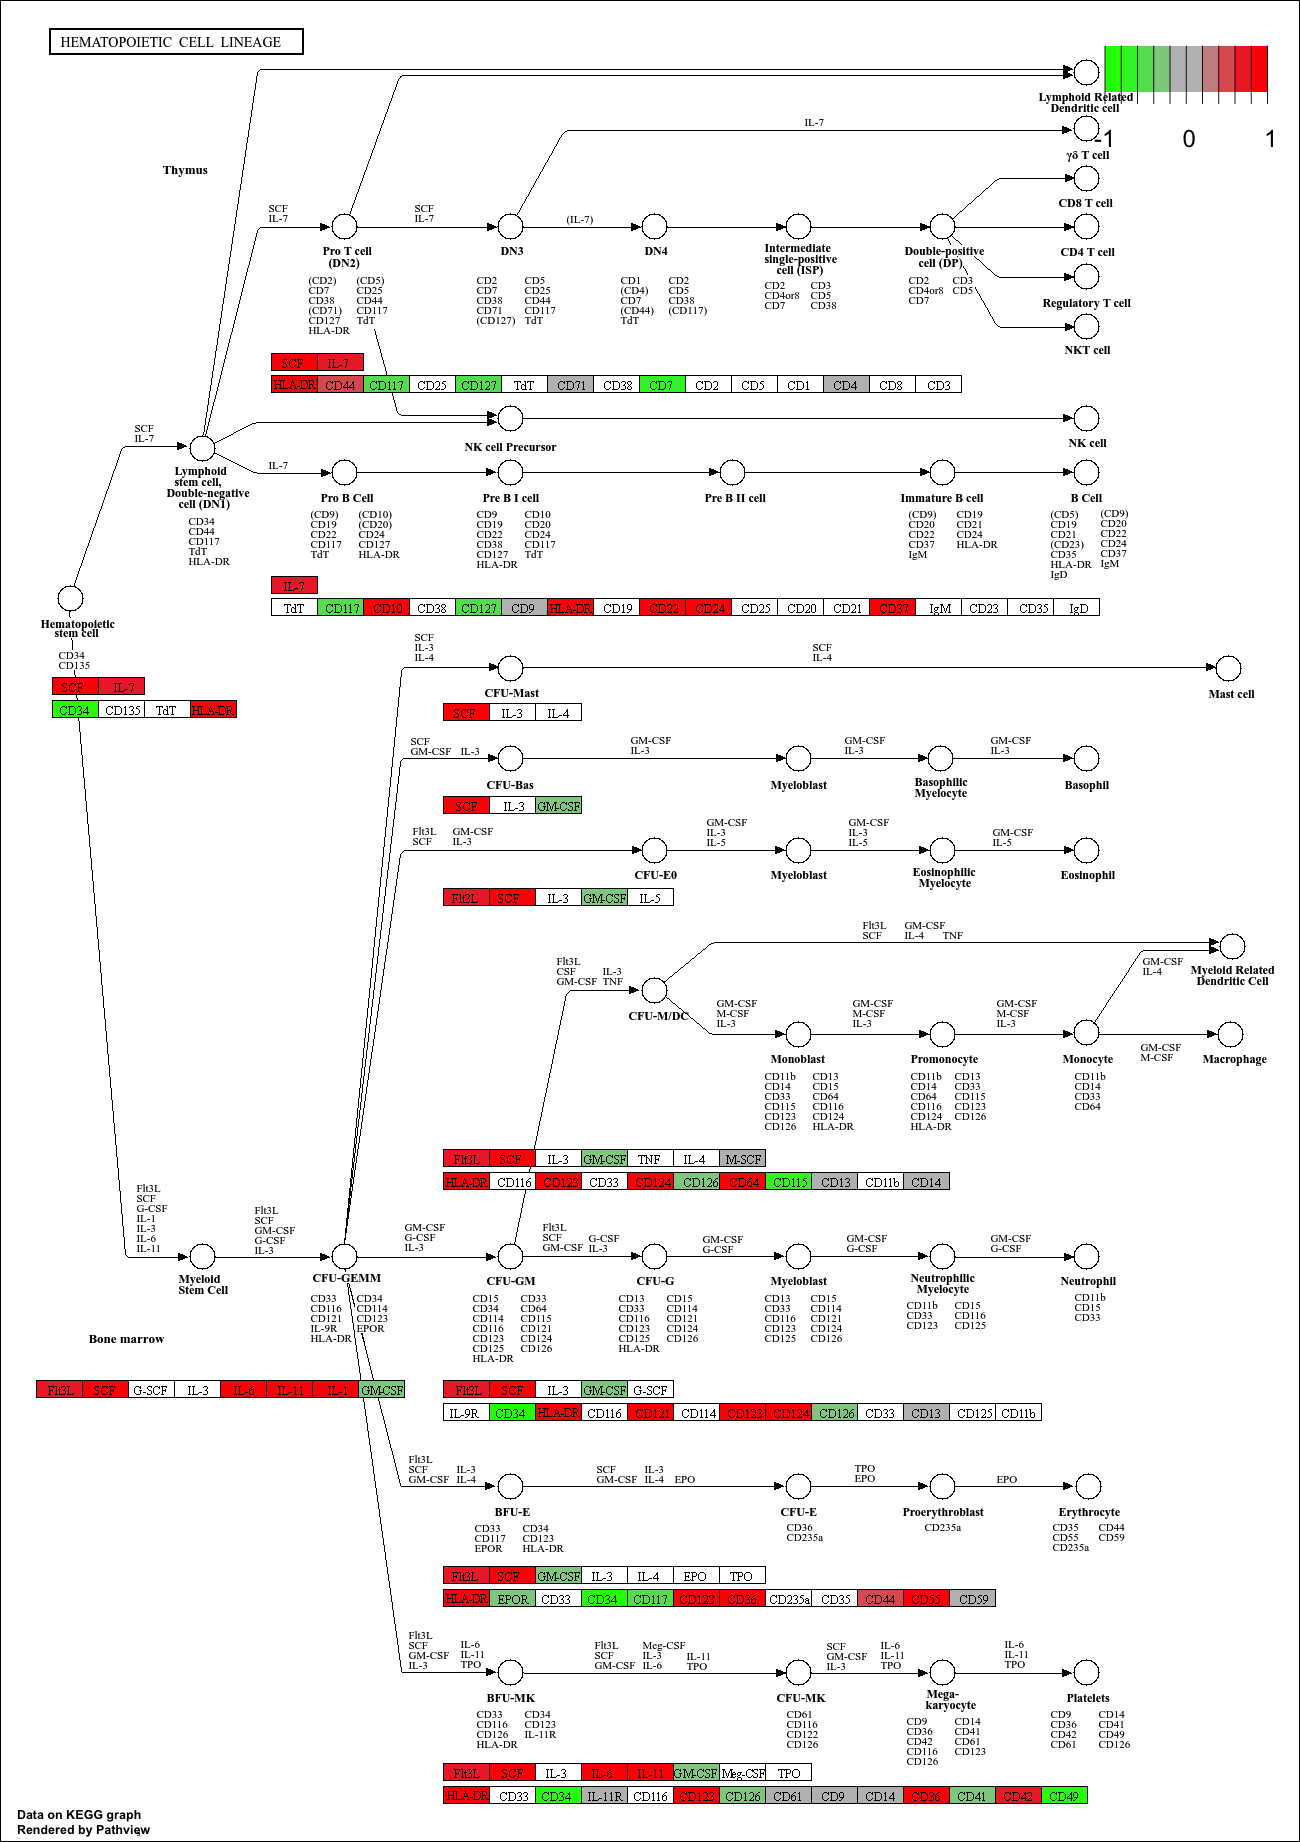 HEMATOPOIETIC CELL LINEAGE
Lymphoid Related
Dendritic cell
-1 0 1
IL-7
γδ T cell
Thymus
CD8 T cell
SCF
IL-7
SCF
IL-7
(IL-7)
Pro T cell
(DN2)
DN3
DN4
Intermediate
single-positive
cell (ISP)
Double-positive
cell (DP)
CD4 T cell
Regulatory T cell
NKT cell
(CD2) (CD5)
CD7 CD25
CD38 CD44
(CD71) CD117
CD127 TdT
HLA-DR
CD2 CD5
CD7 CD25
CD38 CD44
CD71 CD117
(CD127) TdT
CD1 CD2
(CD4) CD5
CD7 CD38
(CD44) (CD117)
TdT
CD2 CD3
CD4or8 CD5
CD7 CD38
CD2 CD3
CD4or8 CD5
CD7
SCF IL-7
HLA-DR CD44 CD117 CD25 CD127 TdT CD71 CD38 CD7 CD2 CD5 CD1 CD4 CD8 CD3
SCF
IL-7
NK cell Precursor
NK cell
Lymphoid
stem cell,
Double-negative
cell (DN1)
IL-7
Pro B Cell
Pre B I cell
Pre B II cell
Immature B cell
B Cell
CD34
CD44
CD117
TdT
HLA-DR
(CD9) (CD10)
CD19 (CD20)
CD22 CD24
CD117 CD127
TdT HLA-DR
CD9 CD10
CD19 CD20
CD22 CD24
CD38 CD117
CD127 TdT
HLA-DR
(CD9) CD19
CD20 CD21
CD22 CD24
CD37 HLA-DR
IgM
(CD5) (CD9)
CD19 CD20
CD21 CD22
(CD23) CD24
CD35 CD37
HLA-DR IgM
IgD
IL-7
TdT CD117 CD10 CD38 CD127 CD9 HLA-DR CD19 CD22 CD24 CD25 CD20 CD21 CD37 IgM CD23 CD35 IgD
Hematopoietic
stem cell
CD34
CD135
SCF IL-7
CD34 CD135 TdT HLA-DR
SCF
IL-3
IL-4
SCF
IL-4
CFU-Mast
Mast cell
SCF IL-3 IL-4
SCF
GM-CSF IL-3
GM-CSF
IL-3
GM-CSF
IL-3
GM-CSF
IL-3
CFU-Bas
Myeloblast
Basophilic
Myelocyte
Basophil
SCF IL-3 GM-CSF
Flt3L GM-CSF
SCF IL-3
GM-CSF
IL-3
IL-5
GM-CSF
IL-3
IL-5
GM-CSF
IL-5
CFU-E0
Myeloblast
Eosinophilic
Myelocyte
Eosinophil
Flt3L SCF IL-3 GM-CSF IL-5
Flt3L GM-CSF
SCF IL-4 TNF
Flt3L
CSF IL-3
GM-CSF TNF
GM-CSF
IL-4
Myeloid Related
Dendritic Cell
CFU-M/DC
GM-CSF
M-CSF
IL-3
GM-CSF
M-CSF
IL-3
GM-CSF
M-CSF
IL-3
GM-CSF
M-CSF
Monoblast
Promonocyte
Monocyte
Macrophage
CD11b CD13
CD14 CD15
CD33 CD64
CD115 CD116
CD123 CD124
CD126 HLA-DR
CD11b CD13
CD14 CD33
CD64 CD115
CD116 CD123
CD124 CD126
HLA-DR
CD11b
CD14
CD33
CD64
Flt3L SCF IL-3 GM-CSF TNF IL-4 M-SCF
HLA-DR CD116 CD123 CD33 CD124 CD126 CD64 CD115 CD13 CD11b CD14
Flt3L
SCF
G-CSF
IL-1
IL-3
IL-6
IL-11
Flt3L
SCF
GM-CSF
G-CSF
IL-3
GM-CSF
G-CSF
IL-3
Flt3L
SCF G-CSF
GM-CSF IL-3
GM-CSF
G-CSF
GM-CSF
G-CSF
GM-CSF
G-CSF
Myeloid
Stem Cell
CFU-GEMM
CFU-GM
CFU-G
Myeloblast
Neutrophilic
Myelocyte
Neutrophil
CD33 CD34
CD116 CD114
CD121 CD123
IL-9R EPOR
HLA-DR
CD15 CD33
CD34 CD64
CD114 CD115
CD116 CD121
CD123 CD124
CD125 CD126
HLA-DR
CD13 CD15
CD33 CD114
CD116 CD121
CD123 CD124
CD125 CD126
HLA-DR
CD13 CD15
CD33 CD114
CD116 CD121
CD123 CD124
CD125 CD126
CD11b CD15
CD33 CD116
CD123 CD125
CD11b
CD15
CD33
Bone marrow
Flt3L SCF G-SCF IL-3 IL-6 IL-11 IL-1 GM-CSF
Flt3L SCF IL-3 GM-CSF G-SCF
IL-9R CD34 HLA-DR CD116 CD121 CD114 CD123 CD124 CD126 CD33 CD13 CD125 CD11b
Flt3L
SCF IL-3
GM-CSF IL-4
SCF IL-3
GM-CSF IL-4 EPO
TPO
EPO
EPO
BFU-E
CFU-E
Proerythroblast
Erythrocyte
CD33 CD34
CD117 CD123
EPOR HLA-DR
CD36
CD235a
CD235a
CD35 CD44
CD55 CD59
CD235a
Flt3L SCF GM-CSF IL-3 IL-4 EPO TPO
HLA-DR EPOR CD33 CD34 CD117 CD123 CD36 CD235a CD35 CD44 CD55 CD59
Flt3L
SCF IL-6
GM-CSF IL-11
IL-3 TPO
Flt3L Meg-CSF
SCF IL-3 IL-11
GM-CSF IL-6 TPO
SCF IL-6
GM-CSF IL-11
IL-3 TPO
IL-6
IL-11
TPO
BFU-MK
CFU-MK
Mega-
karyocyte
Platelets
CD33 CD34
CD116 CD123
CD126 IL-11R
HLA-DR
CD61
CD116
CD122
CD126
CD9 CD14
CD36 CD41
CD42 CD61
CD116 CD123
CD126
CD9 CD14
CD36 CD41
CD42 CD49
CD61 CD126
Flt3L SCF IL-3 IL-6 IL-11 GM-CSF Meg-CSF TPO
HLA-DR CD33 CD34 IL-11R CD116 CD123 CD126 CD61 CD9 CD14 CD36 CD41 CD42 CD49
Data on KEGG graph
Rendered by Pathview